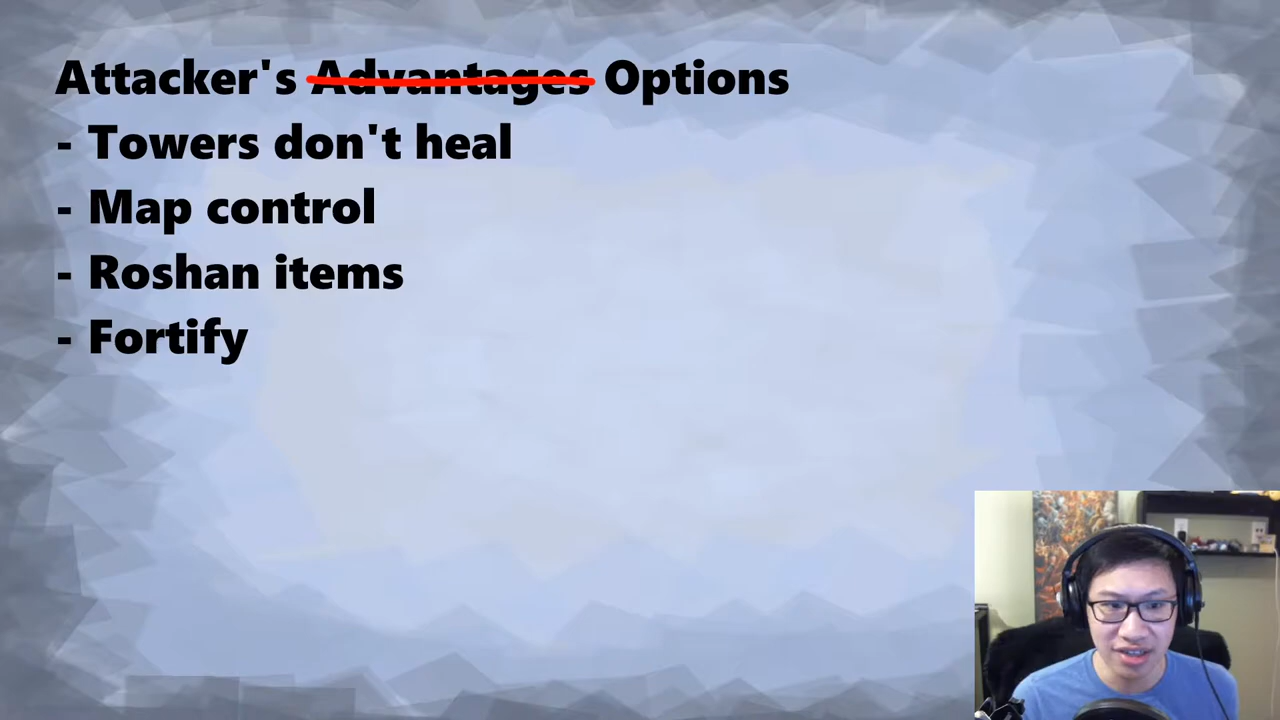 Attacker's Advantages Options
- Towers don't heal
- Map control
- Roshan items
- Fortify